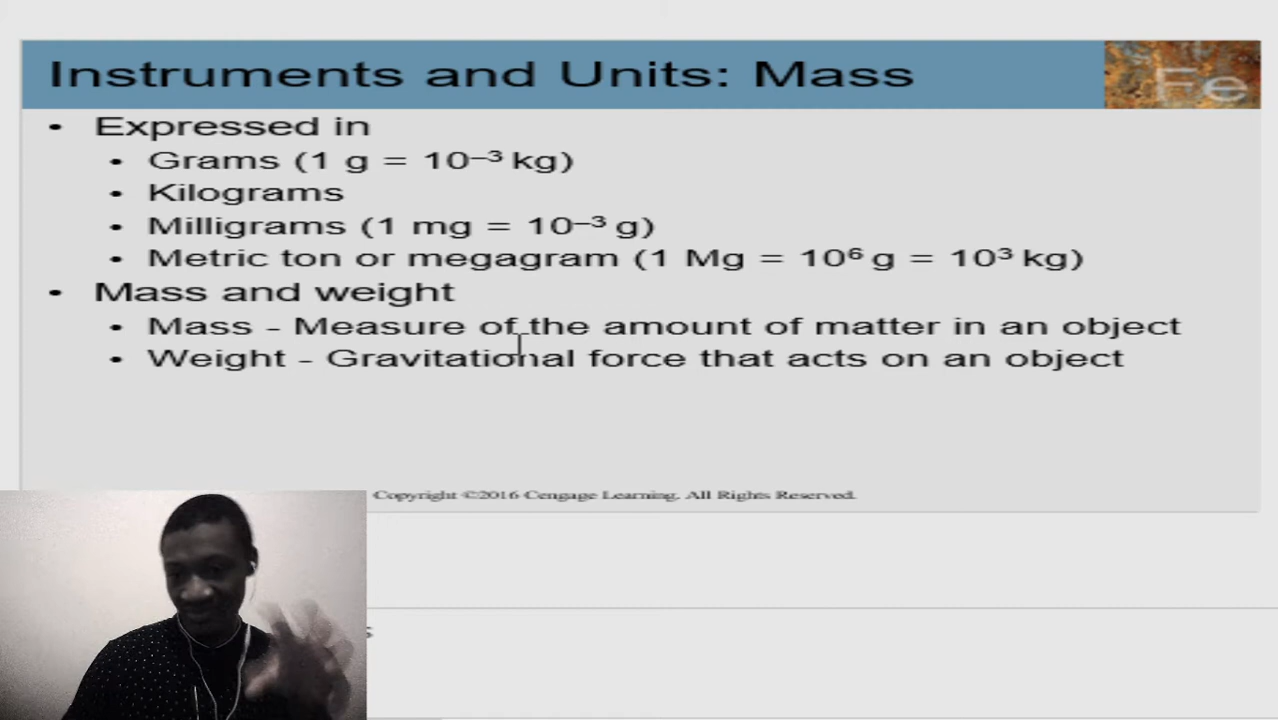 Instruments and Units: Mass
Fe
• Expressed in
• Grams (1 g = 10⁻³ kg)
• Kilograms
• Milligrams (1 mg = 10⁻³ g)
• Metric ton or megagram (1 Mg = 10⁶ g = 10³ kg)
• Mass and weight
• Mass - Measure of the amount of matter in an object
• Weight - Gravitational force that acts on an object
Copyright ©2016 Cengage Learning. All Rights Reserved.